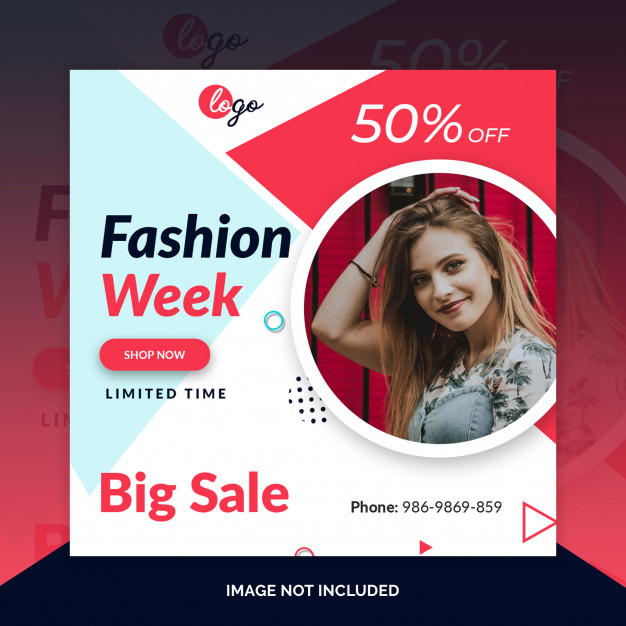 logo
50% OFF
Fashion
Week
SHOP NOW
LIMITED TIME
Big Sale
Phone: 986-9869-859
IMAGE NOT INCLUDED